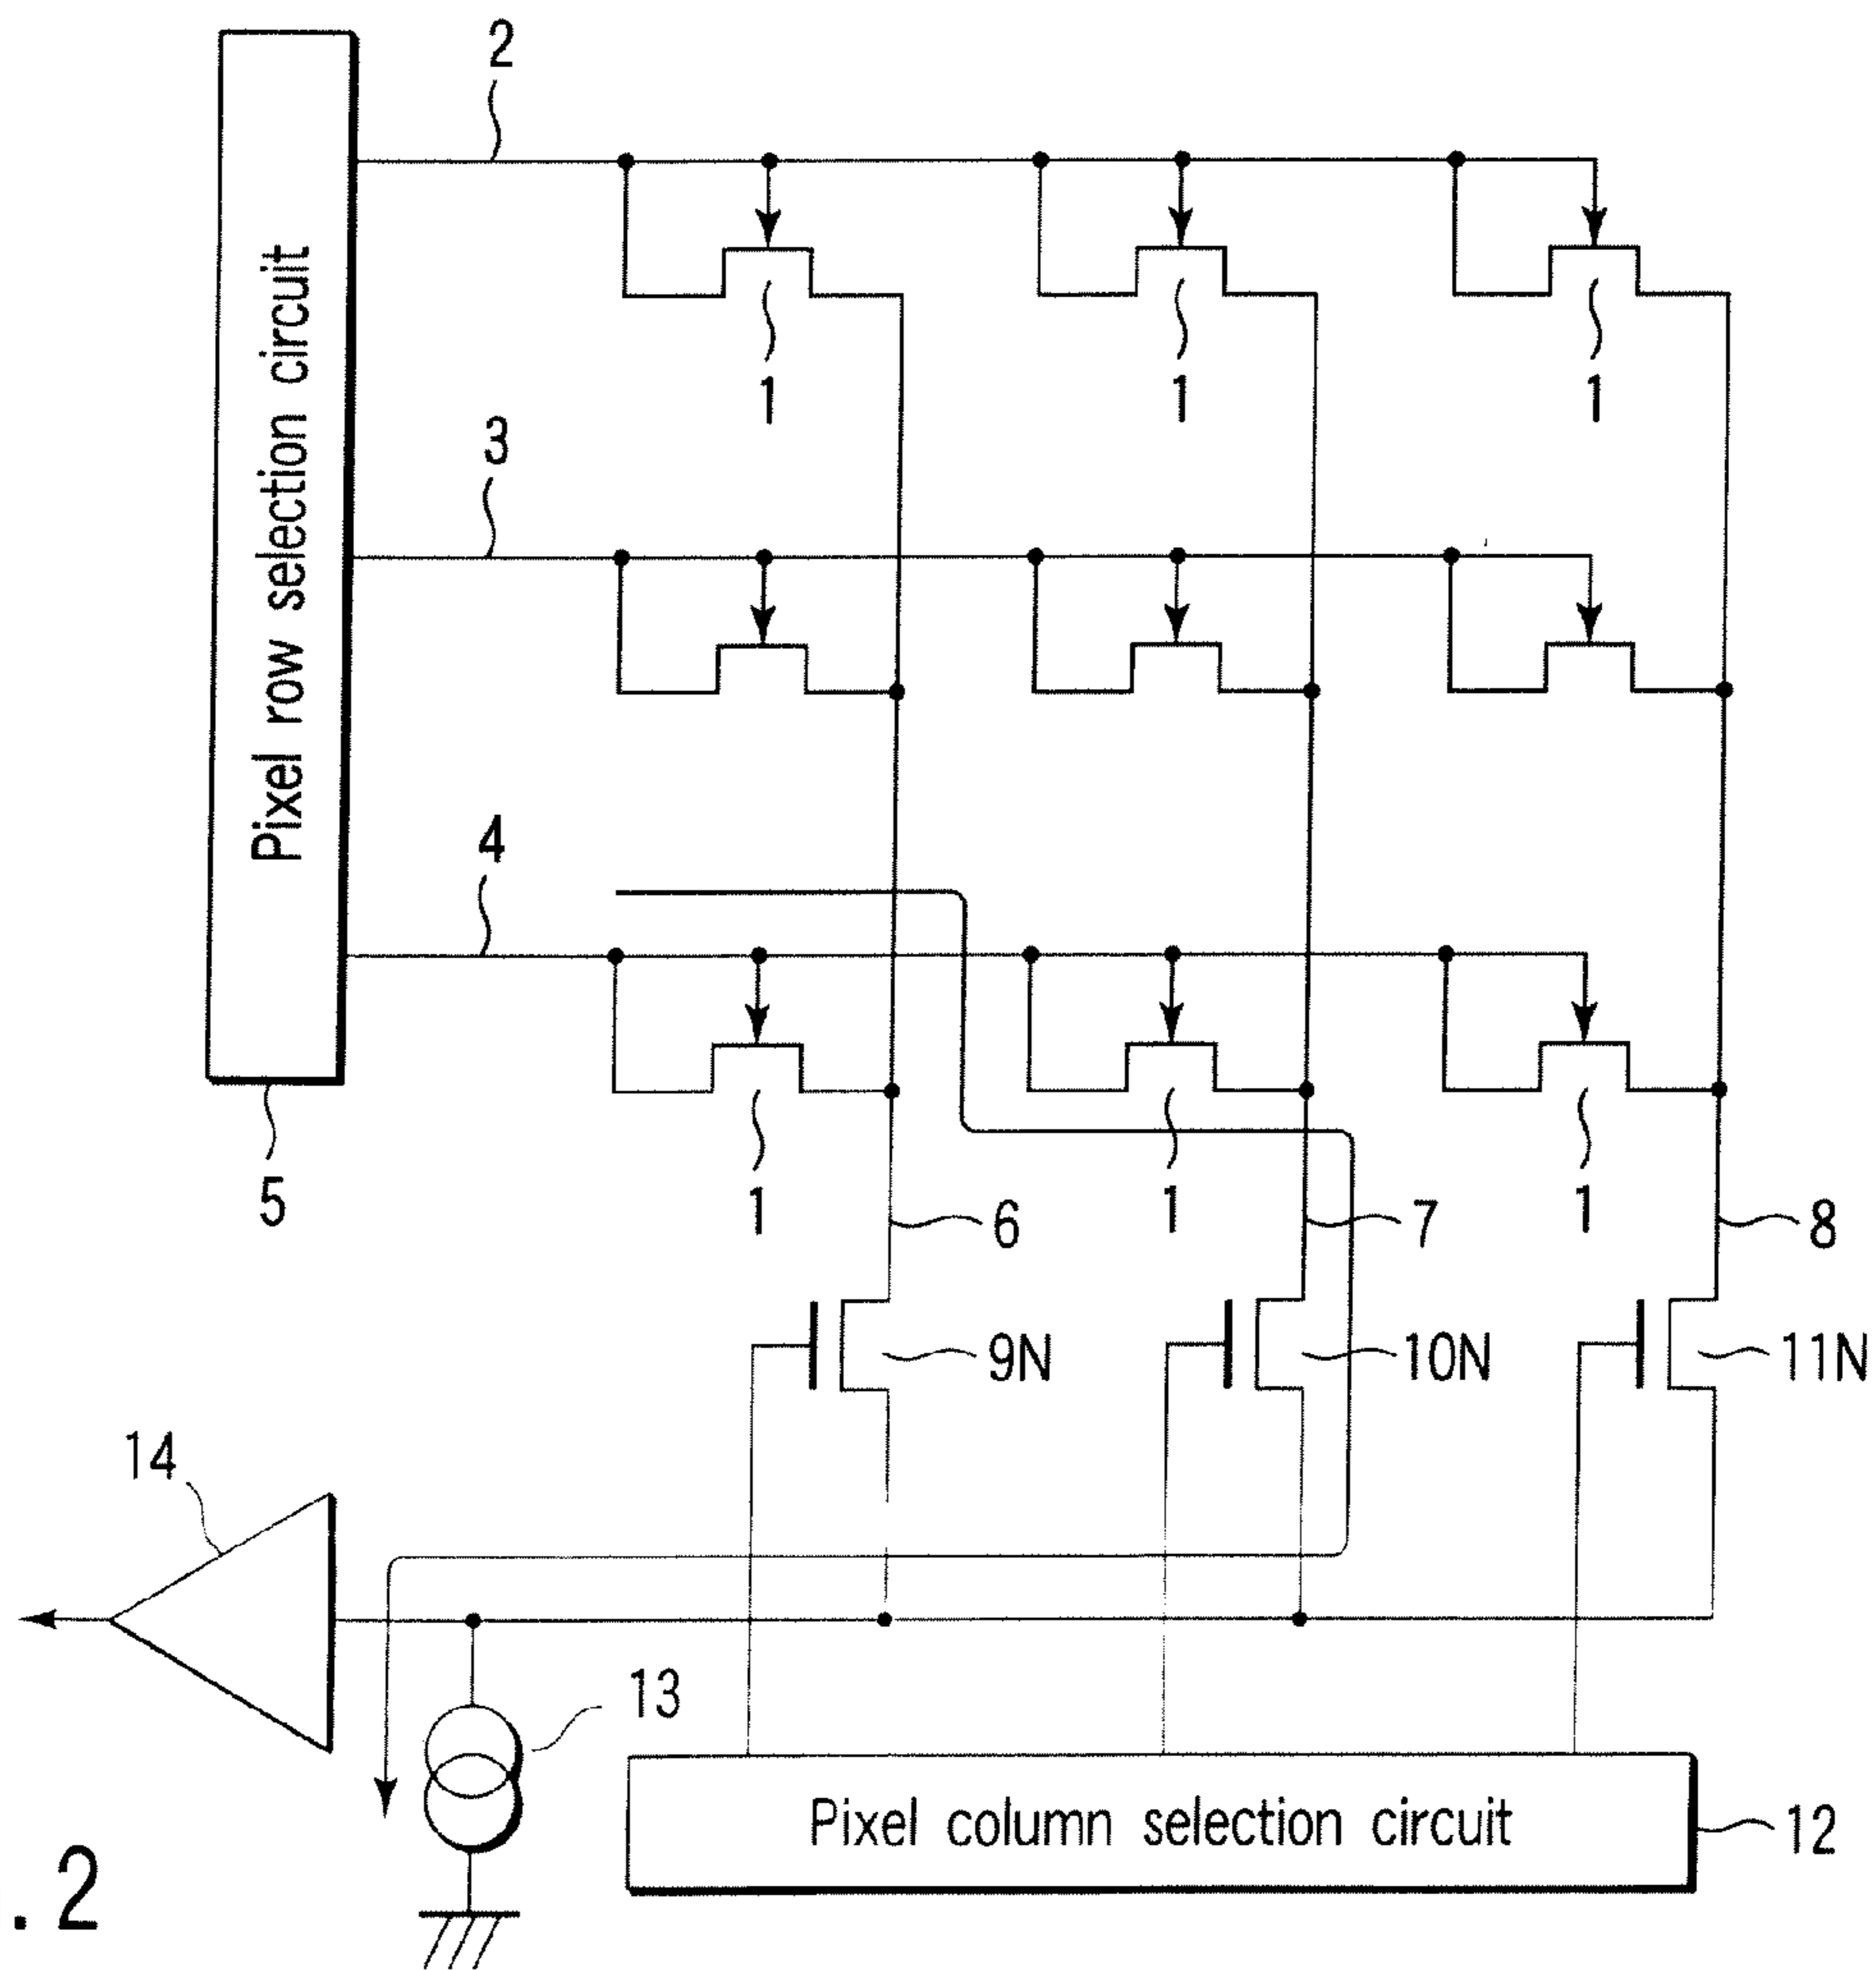 2
Pixel row selection circuit
1 1 1
3
4
5
1 1 1
6 7 8
9N 10N 11N
14
13
Pixel column selection circuit
12
. 2